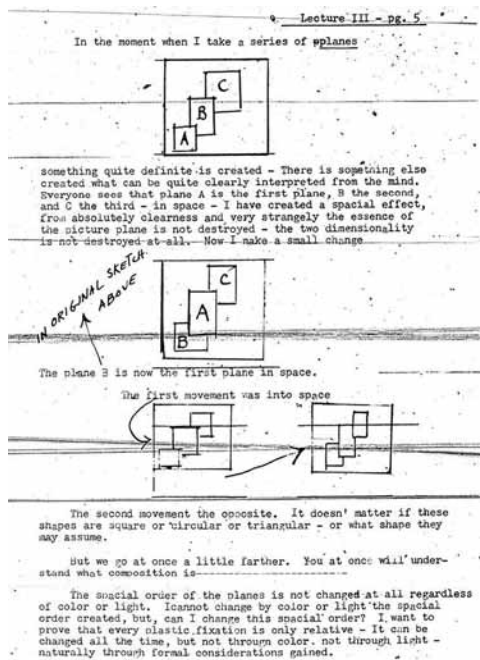 Lecture III - pg. 5
In the moment when I take a series of planes
C
B
A
something quite definite is created - There is something else
created what can be quite clearly interpreted from the mind.
Everyone sees that plane A is the first plane, B the second,
and C the third - in space - I have created a spacial effect,
from absolutely clearness and very strangely the essence of
the picture plane is not destroyed - the two dimensionality
is not destroyed at all. Now I make a small change
IN ORIGINAL SKETCH
ABOVE
C
A
B
The plane B is now the first plane in space.
The first movement was into space
The second movement the opposite. It doesn' matter if these
shapes are square or circular or triangular - or what shape they
may assume.
But we go at once a little farther. You at once will under-
stand what composition is--------------------
The spacial order of the planes is not changed at all regardless
of color or light. Icannot change by color or light the spacial
order created, but, can I change this spacial order? I want to
prove that every plastic fixation is only relative - It can be
changed all the time, but not through color. not through light -
naturally through formal considerations gained.